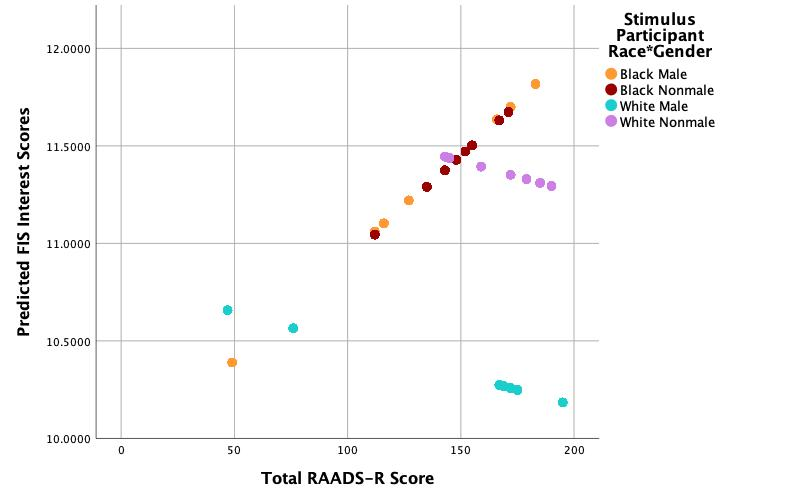 Stimulus
Participant
Race*Gender
Black Male
Black Nonmale
White Male
White Nonmale
Predicted FIS Interest Scores
12.0000
11.5000
11.0000
10.5000
10.0000
0
50
100
150
200
Total RAADS-R Score